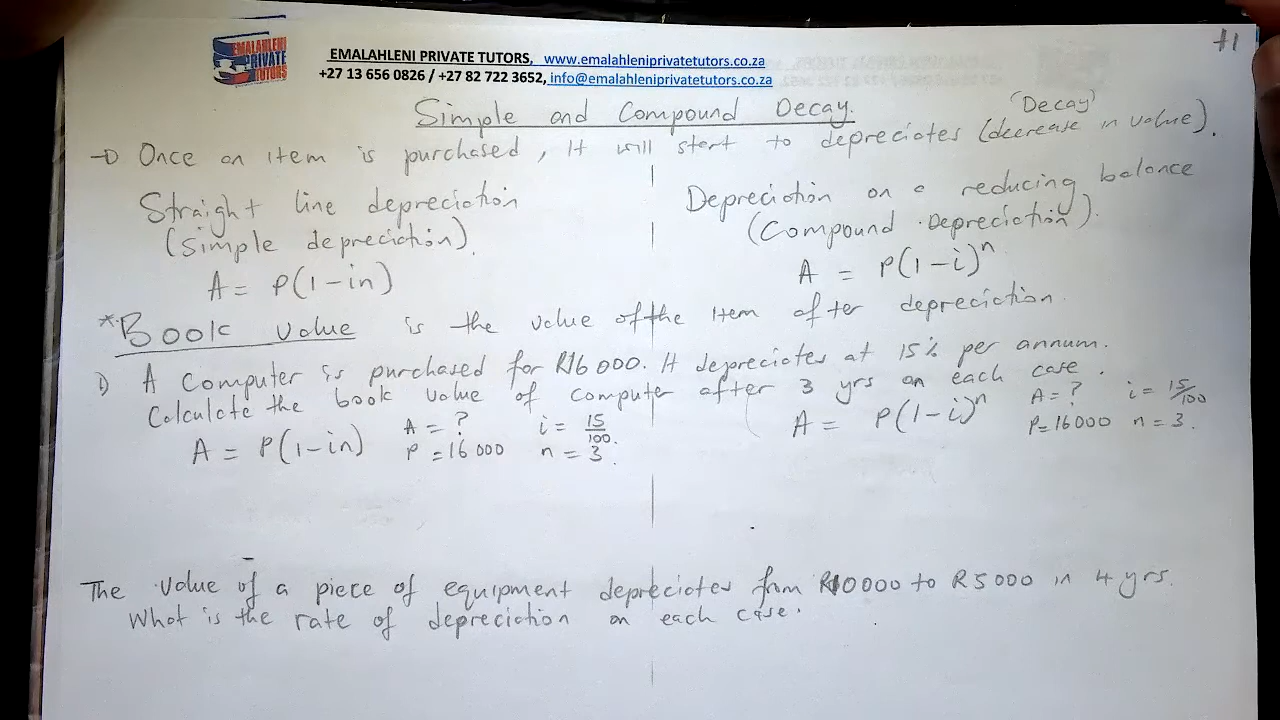 #1
EMALAHLENI PRIVATE TUTORS
EMALAHLENI PRIVATE TUTORS, www.emalahleniprivatetutors.co.za
+27 13 656 0826 / +27 82 722 3652, info@emalahleniprivatetutors.co.za
Simple and Compound Decay.
(Decay)
→ Once an item is purchased, It will start to depreciates (decrease in value).
Straight line depreciation
(Simple depreciation).
A = P(1-in)
Depreciation on a reducing balance
(Compound Depreciation).
A = P(1-i)ⁿ
*Book value is the value of the item after depreciation.
1) A Computer is purchased for R16 000. It depreciates at 15% per annum.
Calculate the book value of computer after 3 yrs on each case.
A = P(1-in) A = ? i = 15/100.
P = 16 000 n = 3.
A = P(1-i)ⁿ A = ? i = 15/100
P = 16000 n = 3.
The value of a piece of equipment depreciates from R10000 to R5000 in 4 yrs.
What is the rate of depreciation on each case.